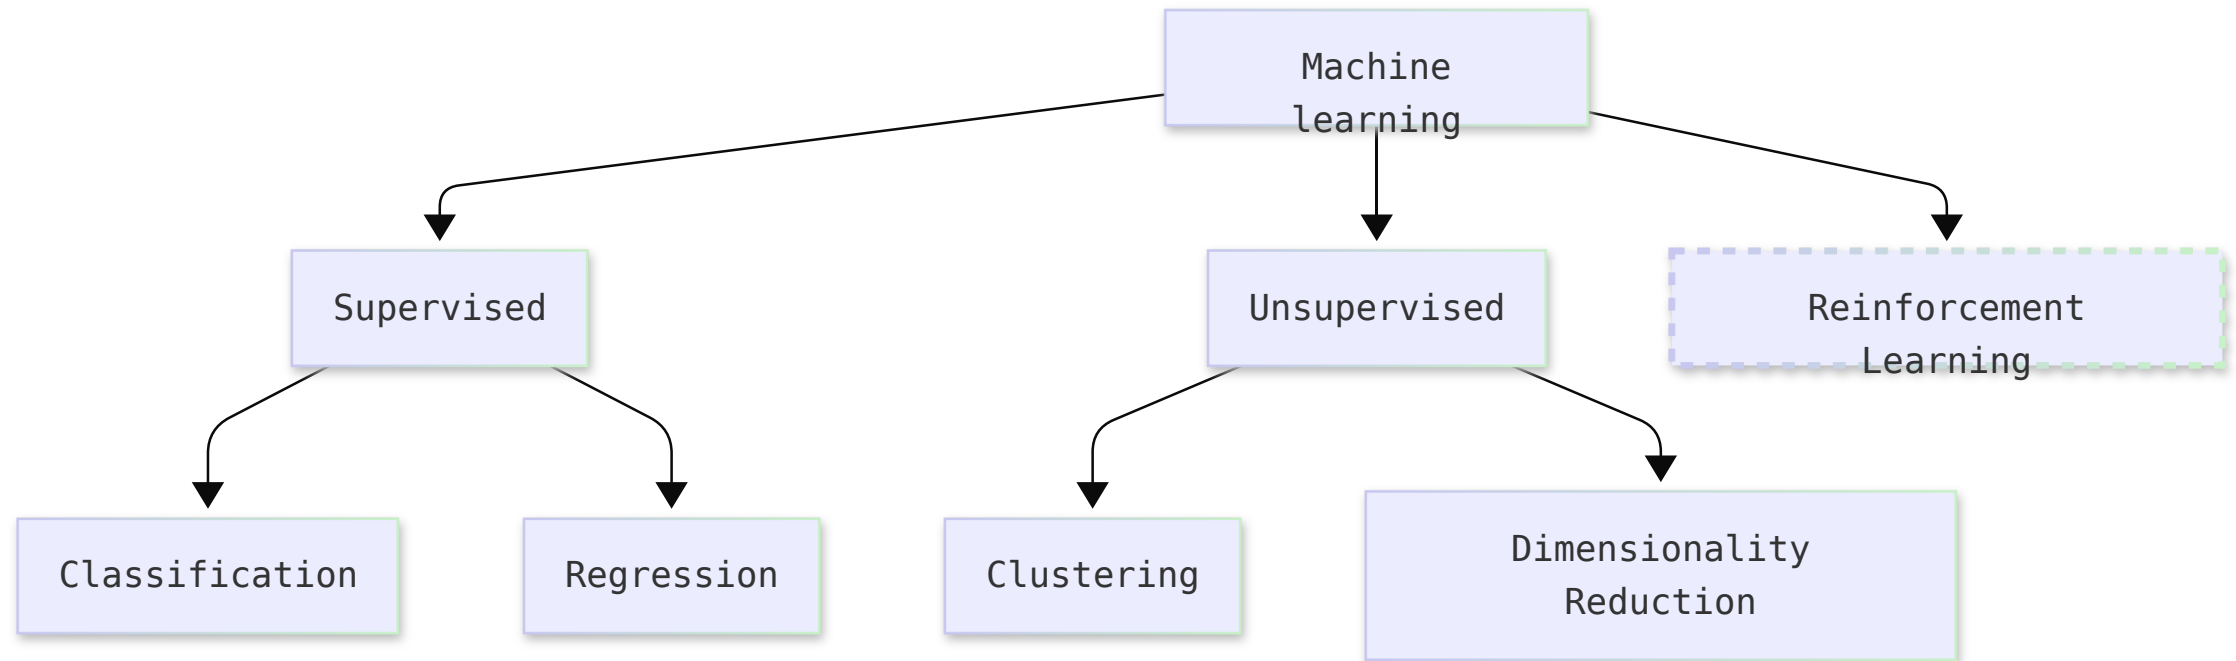 Machine
learning
Supervised
Unsupervised
Reinforcement
Learning
Classification
Regression
Clustering
Dimensionality
Reduction